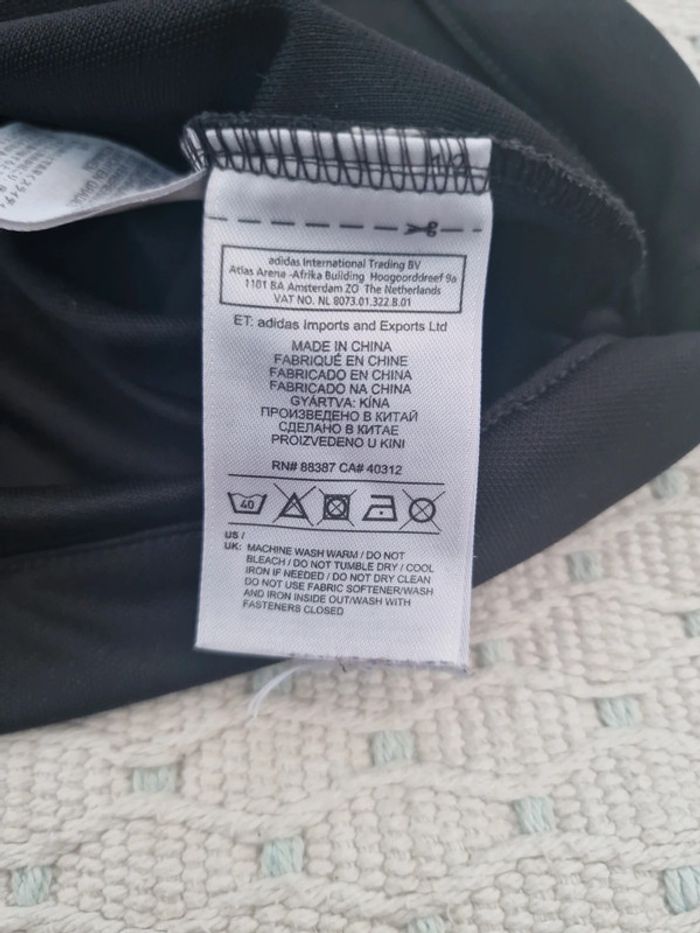 adidas International Trading BV
Atlas Arena -Afrika Building Hoogoorddreef 9a
1101 BA Amsterdam ZO The Netherlands
VAT NO. NL 8073.01.322.B.01
ET: adidas Imports and Exports Ltd
MADE IN CHINA
FABRIQUÉ EN CHINE
FABRICADO EN CHINA
FABRICADO NA CHINA
GYÁRTVA: KÍNA
ПРОИЗВЕДЕНО В КИТАЙ
СДЕЛАНО В КИТАЕ
PROIZVEDENO U KINI
RN# 88387 CA# 40312
40
US /
UK: MACHINE WASH WARM / DO NOT
BLEACH / DO NOT TUMBLE DRY / COOL
IRON IF NEEDED / DO NOT DRY CLEAN
DO NOT USE FABRIC SOFTENER/WASH
AND IRON INSIDE OUT/WASH WITH
FASTENERS CLOSED